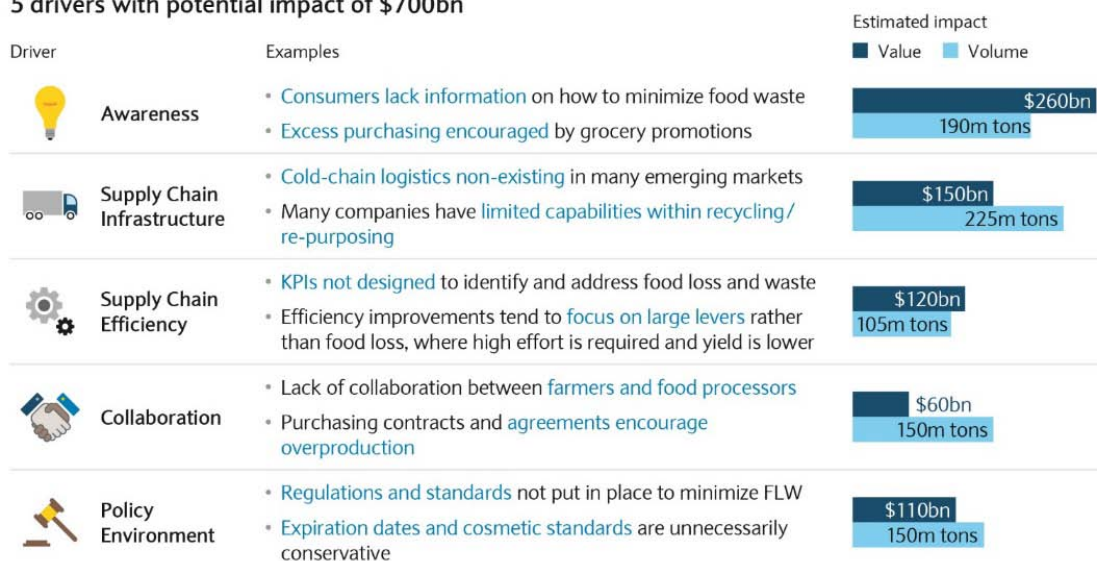 5 drivers with potential impact of $700bn
Estimated impact
Driver
Examples
Value
Volume
Awareness
• Consumers lack information on how to minimize food waste
• Excess purchasing encouraged by grocery promotions
$260bn
190m tons
Supply Chain
Infrastructure
• Cold-chain logistics non-existing in many emerging markets
• Many companies have limited capabilities within recycling/
re-purposing
$150bn
225m tons
Supply Chain
Efficiency
• KPIs not designed to identify and address food loss and waste
• Efficiency improvements tend to focus on large levers rather
than food loss, where high effort is required and yield is lower
$120bn
105m tons
Collaboration
• Lack of collaboration between farmers and food processors
• Purchasing contracts and agreements encourage
overproduction
$60bn
150m tons
Policy
Environment
• Regulations and standards not put in place to minimize FLW
• Expiration dates and cosmetic standards are unnecessarily
conservative
$110bn
150m tons